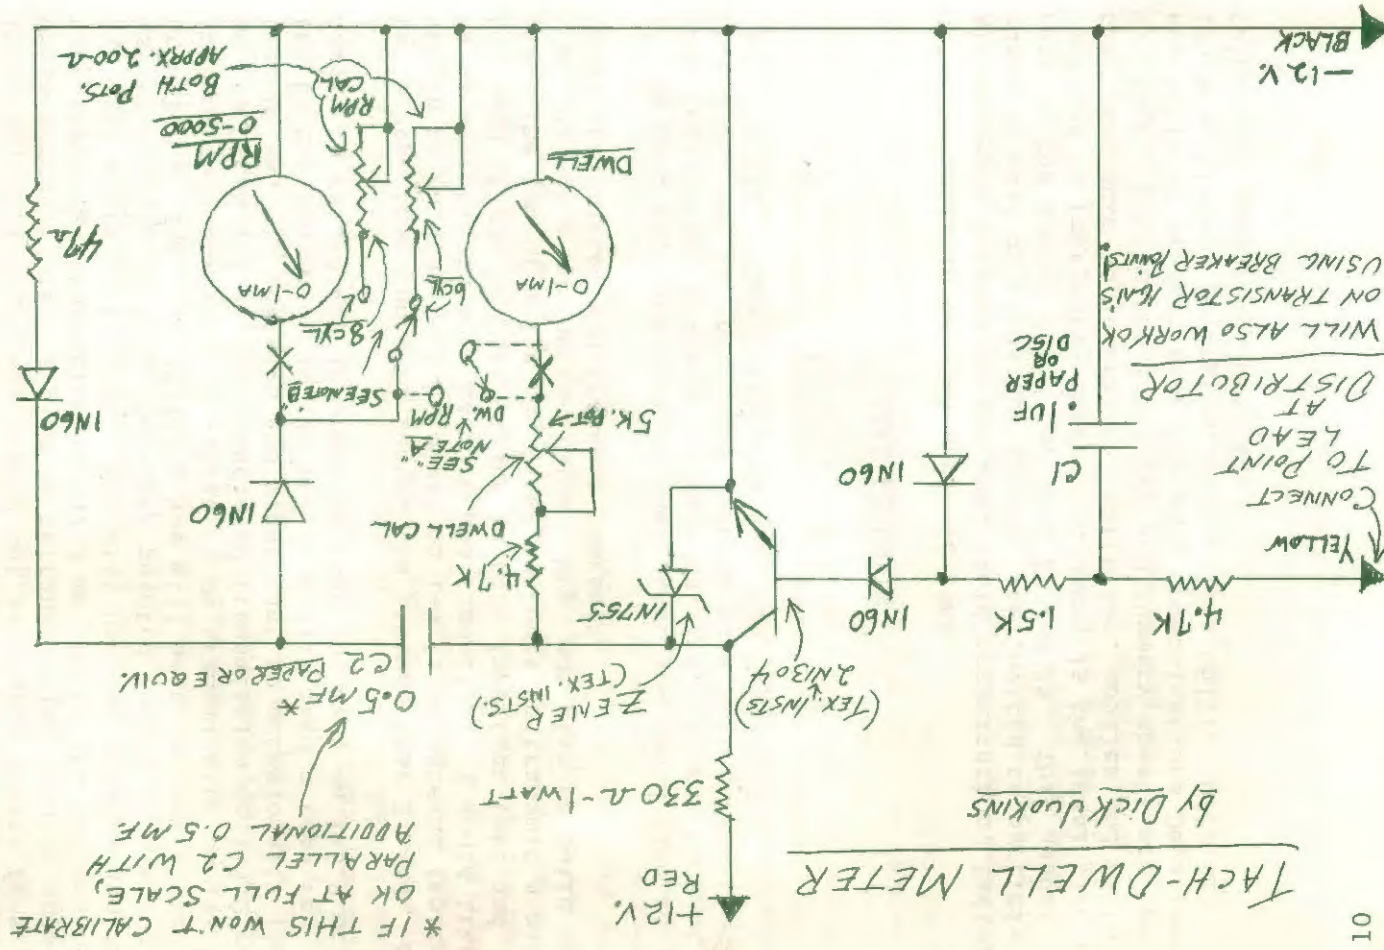 TACH-DWELL METER
by DICK JUDKINS
+12V.
RED
* IF THIS WON'T CALIBRATE
OK AT FULL SCALE,
PARALLEL C2 WITH
ADDITIONAL 0.5 MF.
330Ω-1WATT
(TEX. INSTS)
2N1304
ZENER
(TEX. INSTS.)
1N755
0.5 MF *
C2 PAPER OR EQUIV.
YELLOW
4.7K
1.5K
1N60
1N60
CONNECT
TO POINT
LEAD
AT
DISTRIBUTOR
WILL ALSO WORK OK
ON TRANSISTOR IGN'S
USING BREAKER POINTS!
C1
.1UF
PAPER
OR
DISC
4.7K
DWELL CAL
5K. POT
1N60
SEE
"NOTE A"
DW.
RPM
SEE NOTE "B"
1N60
0-1MA
DWELL
6CYL
8CYL
0-1MA
RPM
0-5000
47Ω
RPM
CAL
BOTH POTS.
APPRX. 200Ω
-12V.
BLACK
10